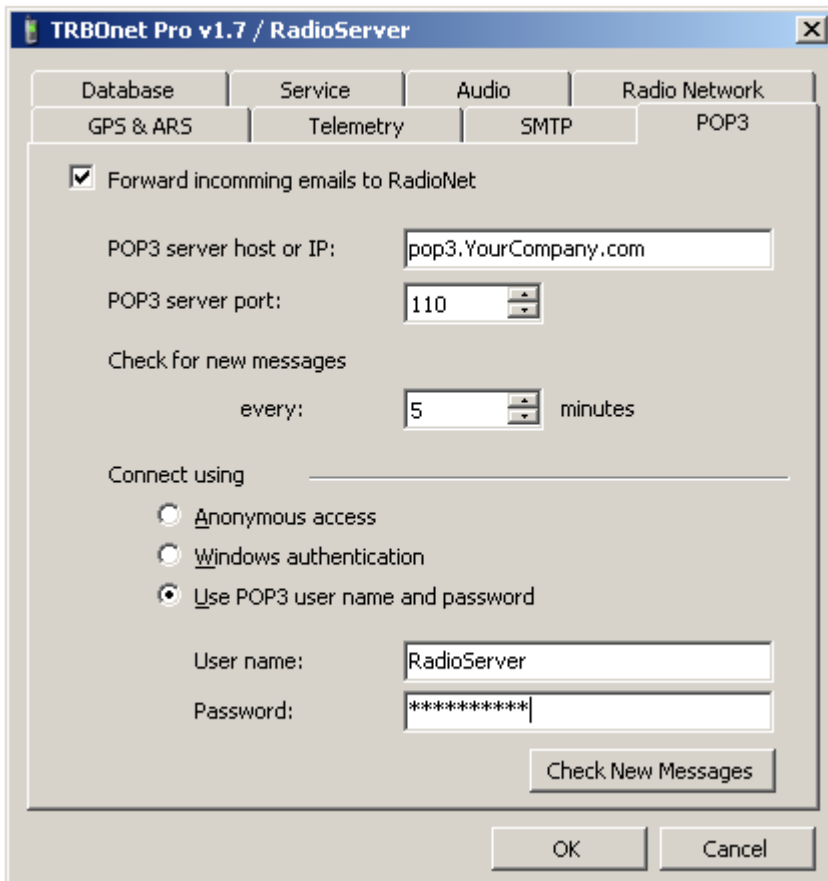 TRBOnet Pro v1.7 / RadioServer
Database Service Audio Radio Network
GPS & ARS Telemetry SMTP POP3
Forward incomming emails to RadioNet
POP3 server host or IP: pop3.YourCompany.com
POP3 server port: 110
Check for new messages
every: 5 minutes
Connect using
Anonymous access
Windows authentication
Use POP3 user name and password
User name: RadioServer
Password: **********
Check New Messages
OK Cancel